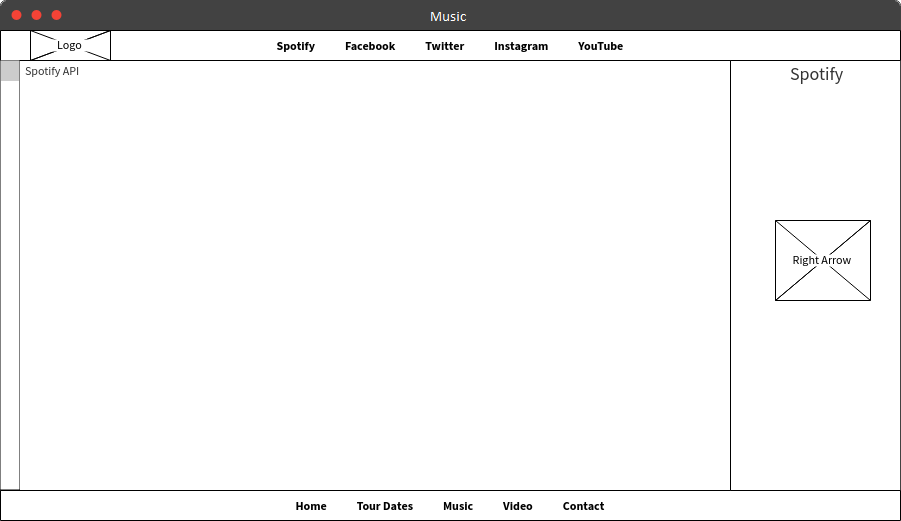 Music
Logo
Spotify Facebook Twitter Instagram YouTube
Spotify API
Spotify
Right Arrow
Home Tour Dates Music Video Contact